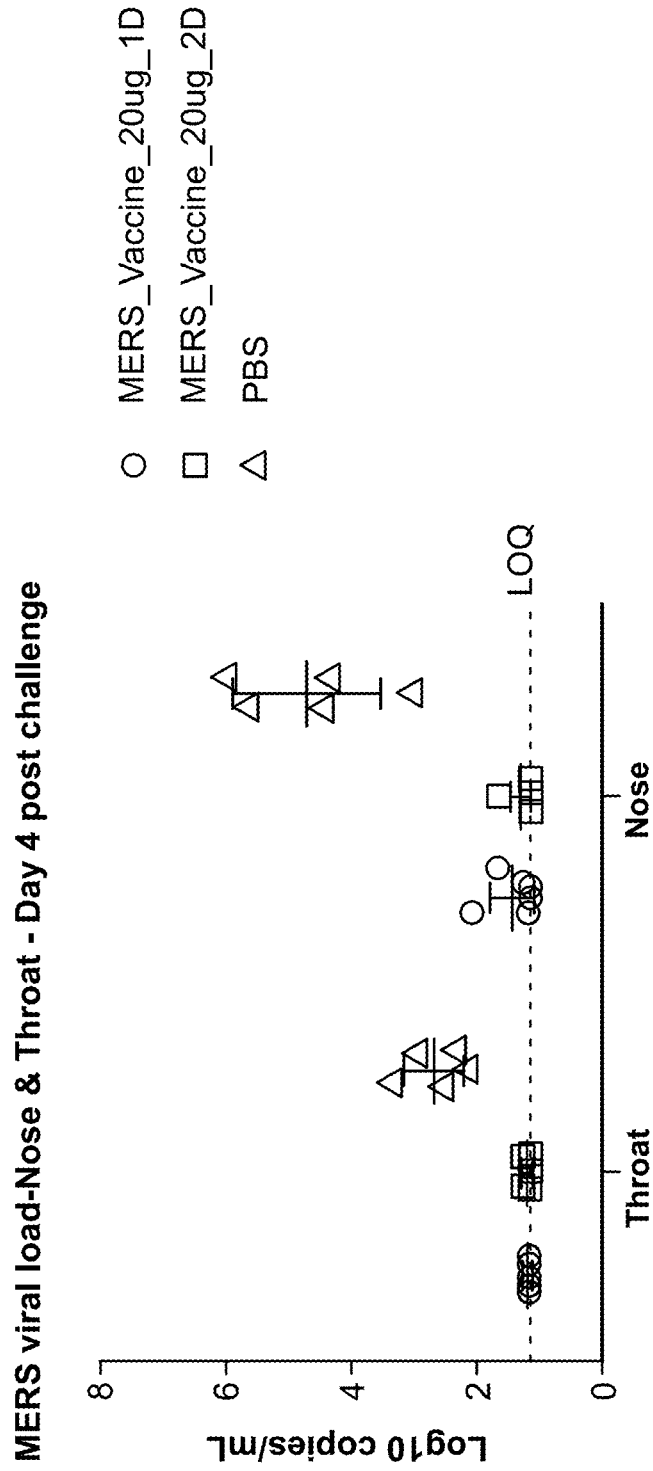 MERS viral load-Nose & Throat - Day 4 post challenge
MERS_Vaccine_20ug_1D
MERS_Vaccine_20ug_2D
PBS
Log10 copies/mL
8
6
4
2
0
LOQ
Throat
Nose